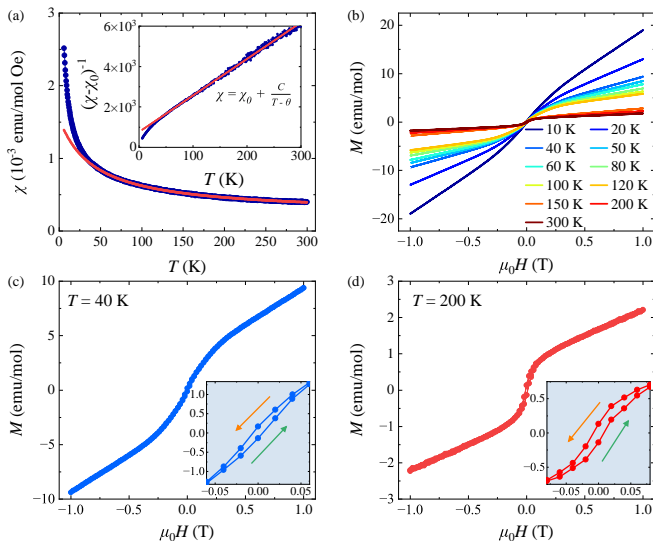 (a)
χ (10⁻³ emu/mol Oe)
3
2
1
0
0 50 100 150 200 250 300
T (K)
(χ-χ₀)⁻¹
6×10³
4×10³
2×10³
0
0 100 200 300
T (K)
χ = χ₀ + C / T - θ
(b)
M (emu/mol)
20
10
0
−10
−20
−1.0 −0.5 0.0 0.5 1.0
μ₀H (T)
10 K 20 K
40 K 50 K
60 K 80 K
100 K 120 K
150 K 200 K
300 K
(c)
T = 40 K
M (emu/mol)
10
5
0
−5
−10
−1.0 −0.5 0.0 0.5 1.0
μ₀H (T)
1.0
0.5
0.0
−0.5
−1.0
−0.05 0.00 0.05
(d)
T = 200 K
M (emu/mol)
3
2
1
0
−1
−2
−3
−1.0 −0.5 0.0 0.5 1.0
μ₀H (T)
0.5
0.0
−0.5
−0.05 0.00 0.05